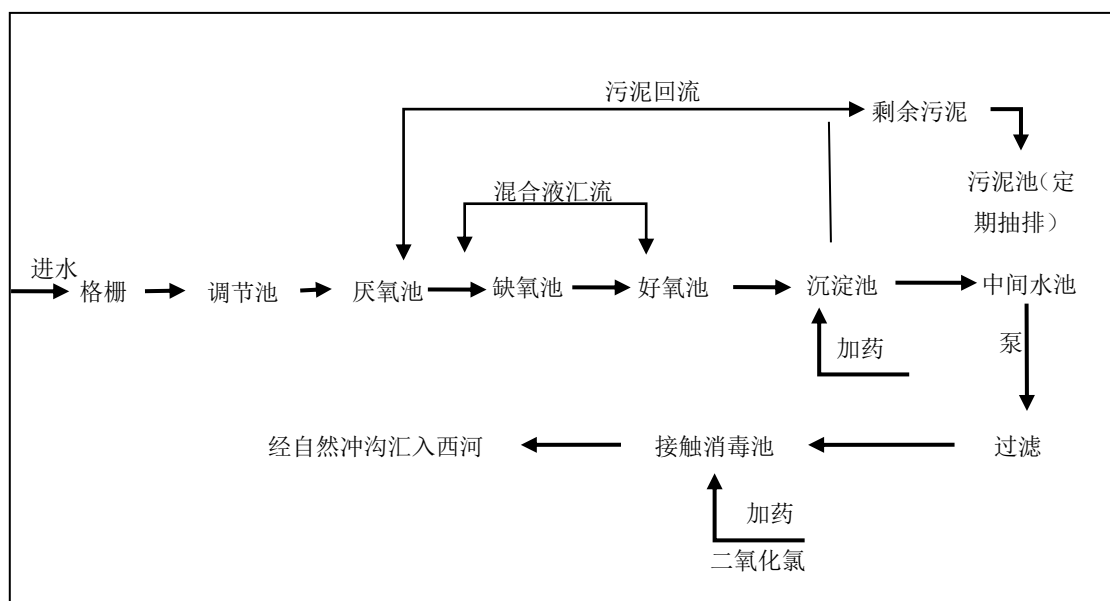 污泥回流
剩余污泥
混合液汇流
污泥池（定
期抽排）
进水
格栅
调节池
厌氧池
缺氧池
好氧池
沉淀池
中间水池
加药
泵
经自然冲沟汇入西河
接触消毒池
过滤
加药
二氧化氯